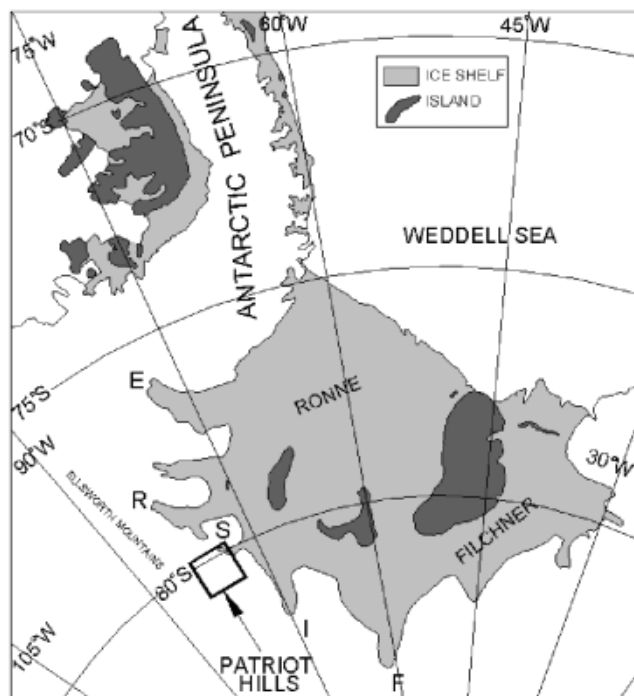 75°W
60°W
45°W
ICE SHELF
ISLAND
70°S
ANTARCTIC PENINSULA
WEDDELL SEA
75°S
E
RONNE
90°W
30°W
ELLSWORTH MOUNTAINS
R
S
FILCHNER
80°S
105°W
I
PATRIOT
HILLS
F